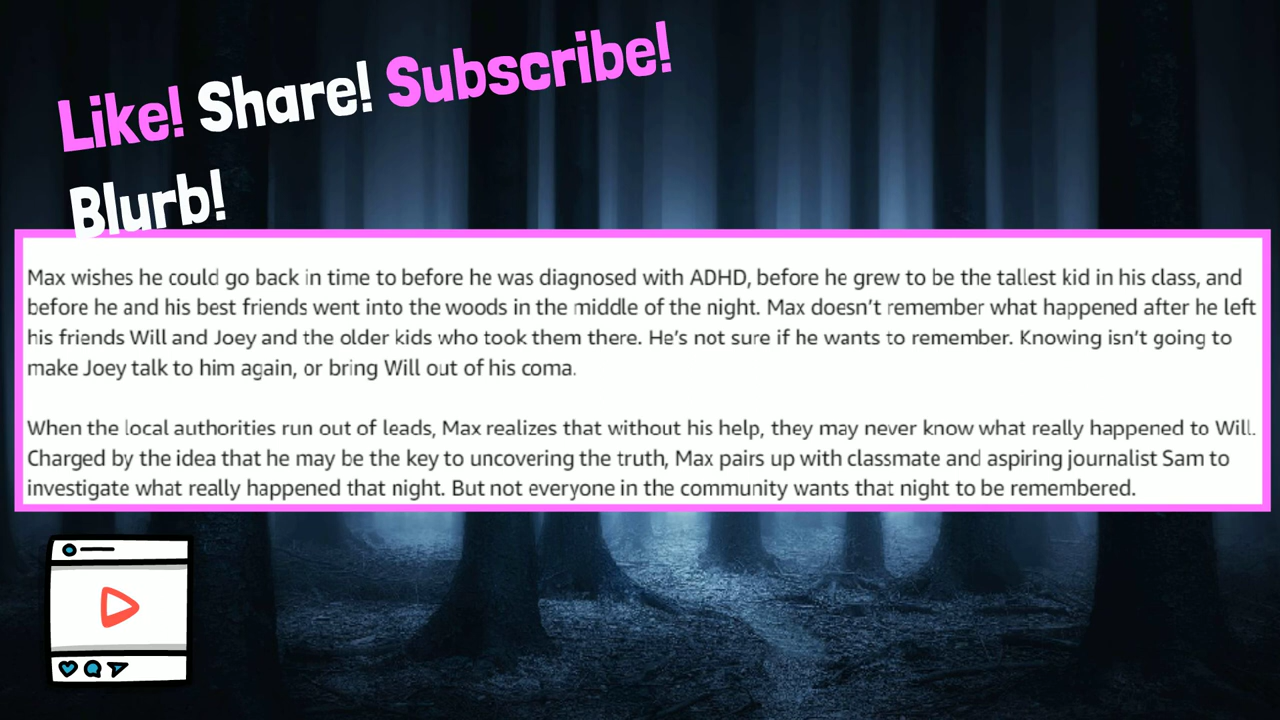 Like! Share! Subscribe!
Blurb!
Max wishes he could go back in time to before he was diagnosed with ADHD, before he grew to be the tallest kid in his class, and
before he and his best friends went into the woods in the middle of the night. Max doesn’t remember what happened after he left
his friends Will and Joey and the older kids who took them there. He’s not sure if he wants to remember. Knowing isn’t going to
make Joey talk to him again, or bring Will out of his coma.
When the local authorities run out of leads, Max realizes that without his help, they may never know what really happened to Will.
Charged by the idea that he may be the key to uncovering the truth, Max pairs up with classmate and aspiring journalist Sam to
investigate what really happened that night. But not everyone in the community wants that night to be remembered.